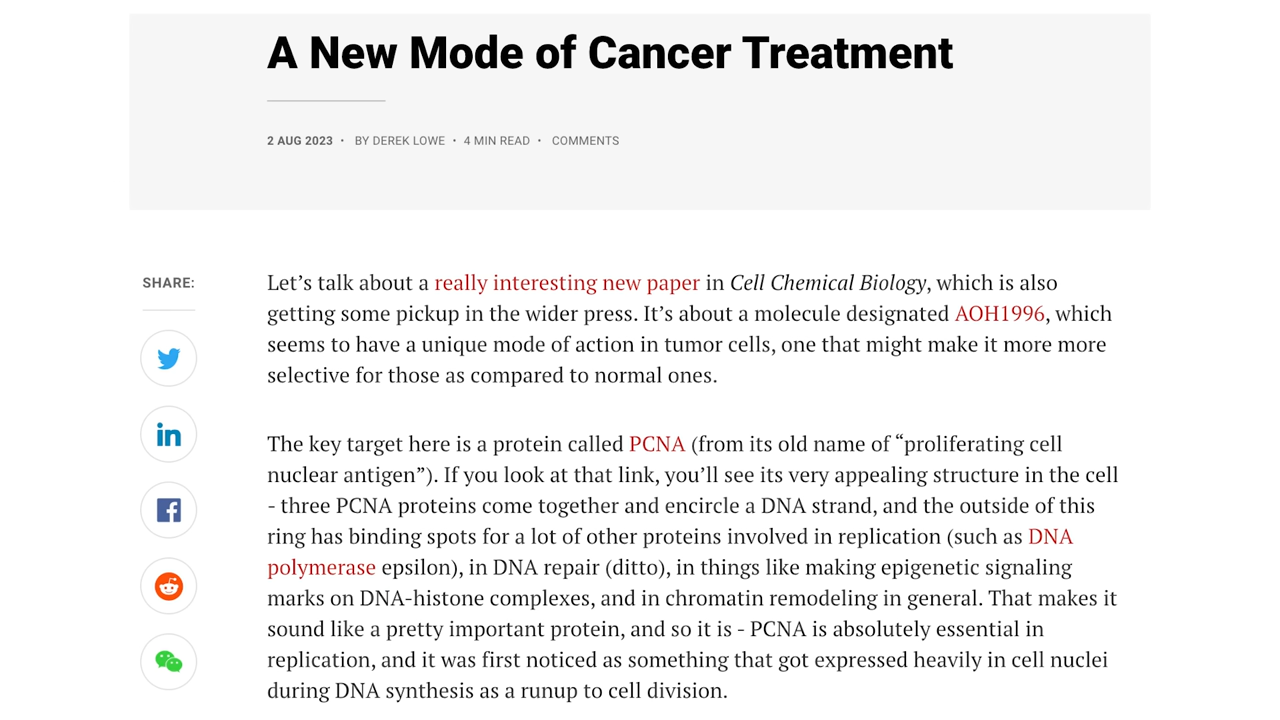 A New Mode of Cancer Treatment
2 AUG 2023 • BY DEREK LOWE • 4 MIN READ • COMMENTS
SHARE:
Let’s talk about a really interesting new paper in Cell Chemical Biology, which is also
getting some pickup in the wider press. It’s about a molecule designated AOH1996, which
seems to have a unique mode of action in tumor cells, one that might make it more more
selective for those as compared to normal ones.
The key target here is a protein called PCNA (from its old name of “proliferating cell
nuclear antigen”). If you look at that link, you’ll see its very appealing structure in the cell
- three PCNA proteins come together and encircle a DNA strand, and the outside of this
ring has binding spots for a lot of other proteins involved in replication (such as DNA
polymerase epsilon), in DNA repair (ditto), in things like making epigenetic signaling
marks on DNA-histone complexes, and in chromatin remodeling in general. That makes it
sound like a pretty important protein, and so it is - PCNA is absolutely essential in
replication, and it was first noticed as something that got expressed heavily in cell nuclei
during DNA synthesis as a runup to cell division.
in